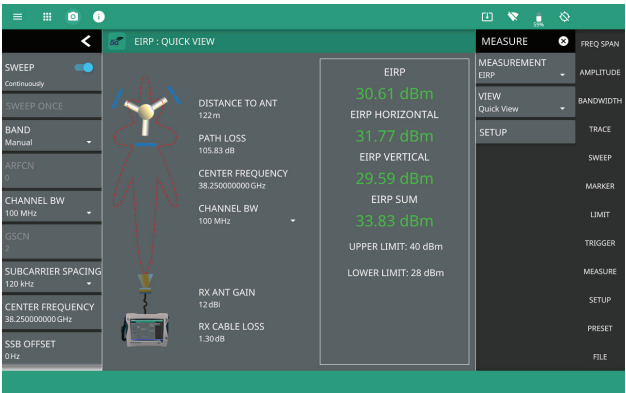 59%
EIRP : QUICK VIEW
SWEEP
Continuously
SWEEP ONCE
BAND
Manual
ARFCN
0
CHANNEL BW
100 MHz
GSCN
2
SUBCARRIER SPACING
120 kHz
CENTER FREQUENCY
38.250000000 GHz
SSB OFFSET
0 Hz
5G
DISTANCE TO ANT
122 m
PATH LOSS
105.83 dB
CENTER FREQUENCY
38.250000000 GHz
CHANNEL BW
100 MHz
RX ANT GAIN
12 dBi
RX CABLE LOSS
1.30 dB
EIRP
30.61 dBm
EIRP HORIZONTAL
31.77 dBm
EIRP VERTICAL
29.59 dBm
EIRP SUM
33.83 dBm
UPPER LIMIT: 40 dBm
LOWER LIMIT: 28 dBm
MEASURE
MEASUREMENT
EIRP
VIEW
Quick View
SETUP
FREQ SPAN
AMPLITUDE
BANDWIDTH
TRACE
SWEEP
MARKER
LIMIT
TRIGGER
MEASURE
SETUP
PRESET
FILE